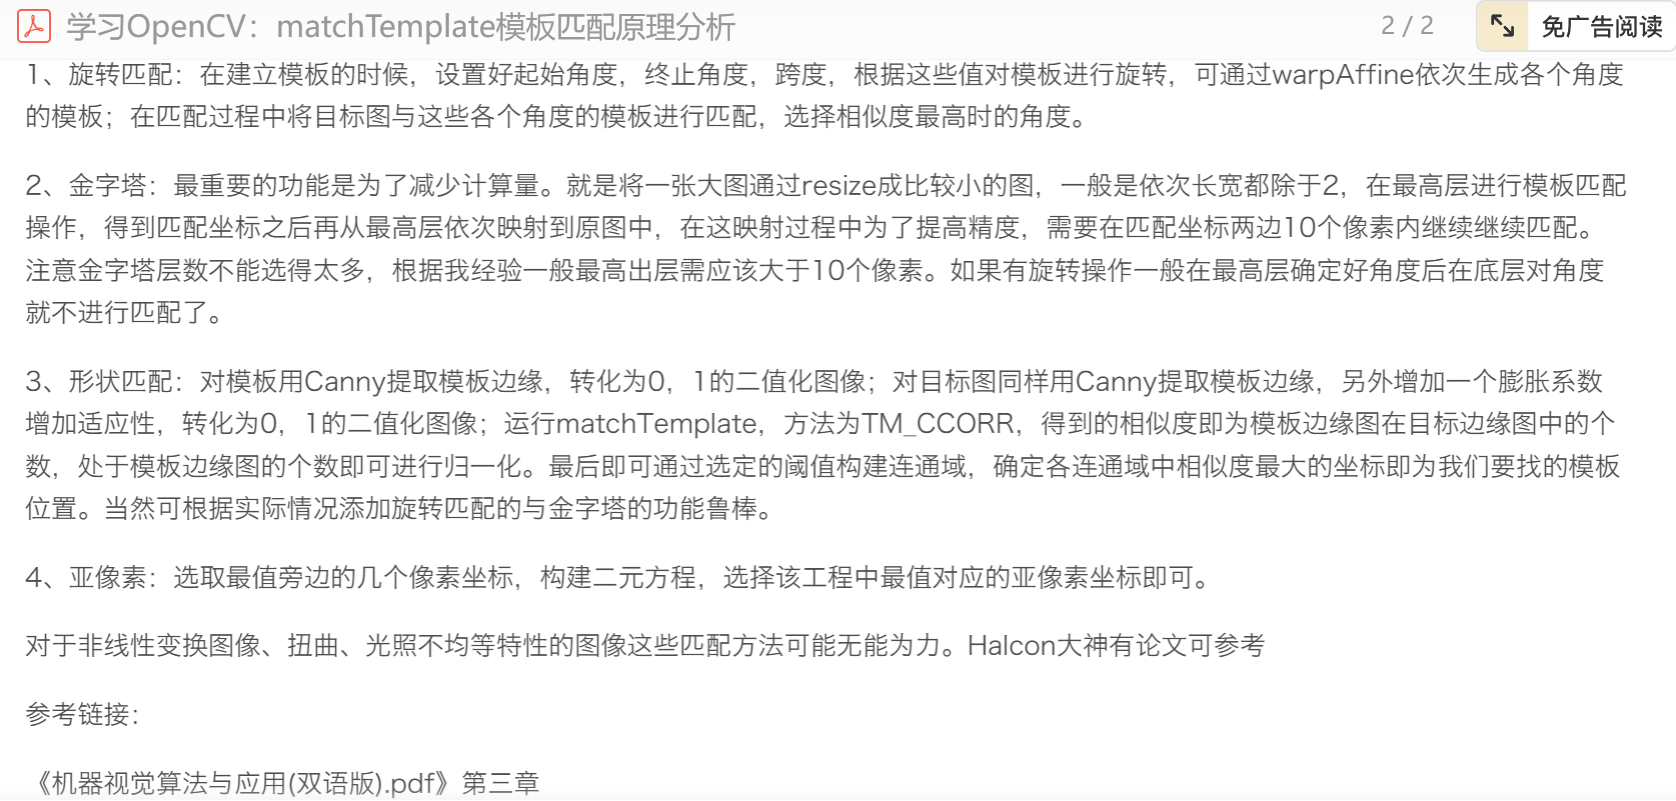 学习OpenCV：matchTemplate模板匹配原理分析
2 / 2
免广告阅读
1、旋转匹配：在建立模板的时候，设置好起始角度，终止角度，跨度，根据这些值对模板进行旋转，可通过warpAffine依次生成各个角度
的模板；在匹配过程中将目标图与这些各个角度的模板进行匹配，选择相似度最高时的角度。
2、金字塔：最重要的功能是为了减少计算量。就是将一张大图通过resize成比较小的图，一般是依次长宽都除于2，在最高层进行模板匹配
操作，得到匹配坐标之后再从最高层依次映射到原图中，在这映射过程中为了提高精度，需要在匹配坐标两边10个像素内继续继续匹配。
注意金字塔层数不能选得太多，根据我经验一般最高出层需应该大于10个像素。如果有旋转操作一般在最高层确定好角度后在底层对角度
就不进行匹配了。
3、形状匹配：对模板用Canny提取模板边缘，转化为0，1的二值化图像；对目标图同样用Canny提取模板边缘，另外增加一个膨胀系数
增加适应性，转化为0，1的二值化图像；运行matchTemplate，方法为TM_CCORR，得到的相似度即为模板边缘图在目标边缘图中的个
数，处于模板边缘图的个数即可进行归一化。最后即可通过选定的阈值构建连通域，确定各连通域中相似度最大的坐标即为我们要找的模板
位置。当然可根据实际情况添加旋转匹配的与金字塔的功能鲁棒。
4、亚像素：选取最值旁边的几个像素坐标，构建二元方程，选择该工程中最值对应的亚像素坐标即可。
对于非线性变换图像、扭曲、光照不均等特性的图像这些匹配方法可能无能为力。Halcon大神有论文可参考
参考链接：
《机器视觉算法与应用(双语版).pdf》第三章